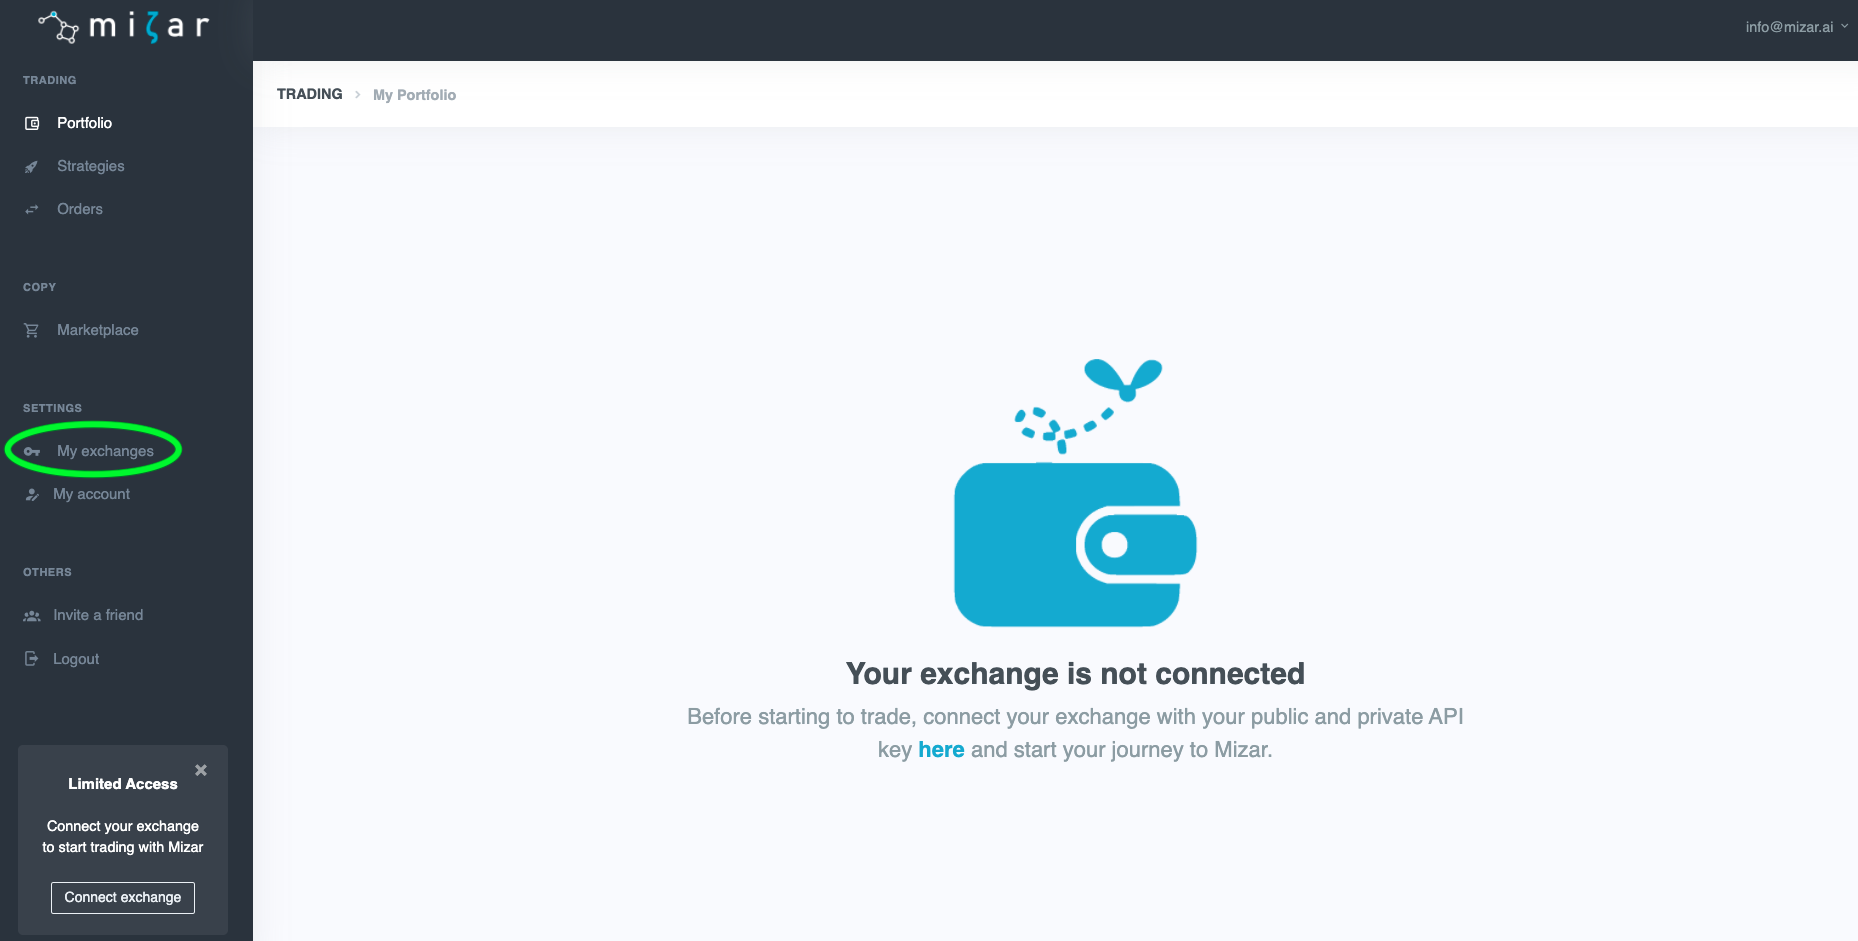 miζar
info@mizar.ai
TRADING
Portfolio
Strategies
Orders
COPY
Marketplace
SETTINGS
My exchanges
My account
OTHERS
Invite a friend
Logout
Limited Access
Connect your exchange
to start trading with Mizar
Connect exchange
TRADING > My Portfolio
Your exchange is not connected
Before starting to trade, connect your exchange with your public and private API
key here and start your journey to Mizar.